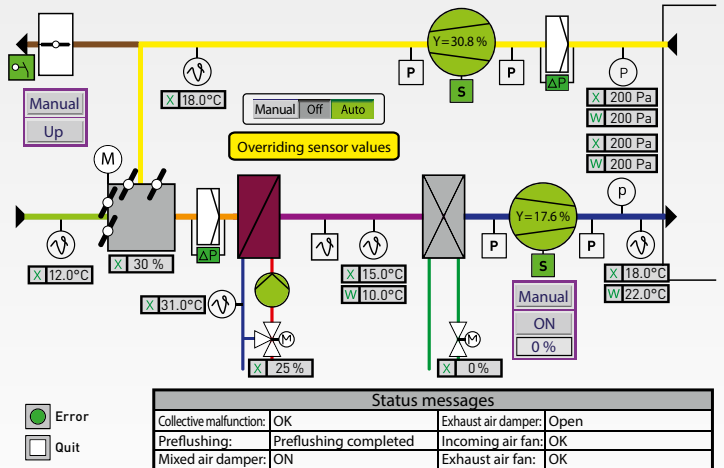 Y=30.8 %
P
P
P
ΔP
S
X 18.0°C
X 200 Pa
W 200 Pa
X 200 Pa
W 200 Pa
Manual
Up
Manual Off Auto
Overriding sensor values
M
p
ΔP
Y=17.6 %
P
P
S
X 12.0°C
X 30 %
X 31.0°C
X 15.0°C
W 10.0°C
X 18.0°C
W 22.0°C
Manual
ON
0 %
M
M
X 25 %
X 0%
Status messages
Collective malfunction: OK Exhaust air damper: Open
Preflushing: Preflushing completed Incoming air fan: OK
Mixed air damper: ON Exhaust air fan: OK
Error
Quit